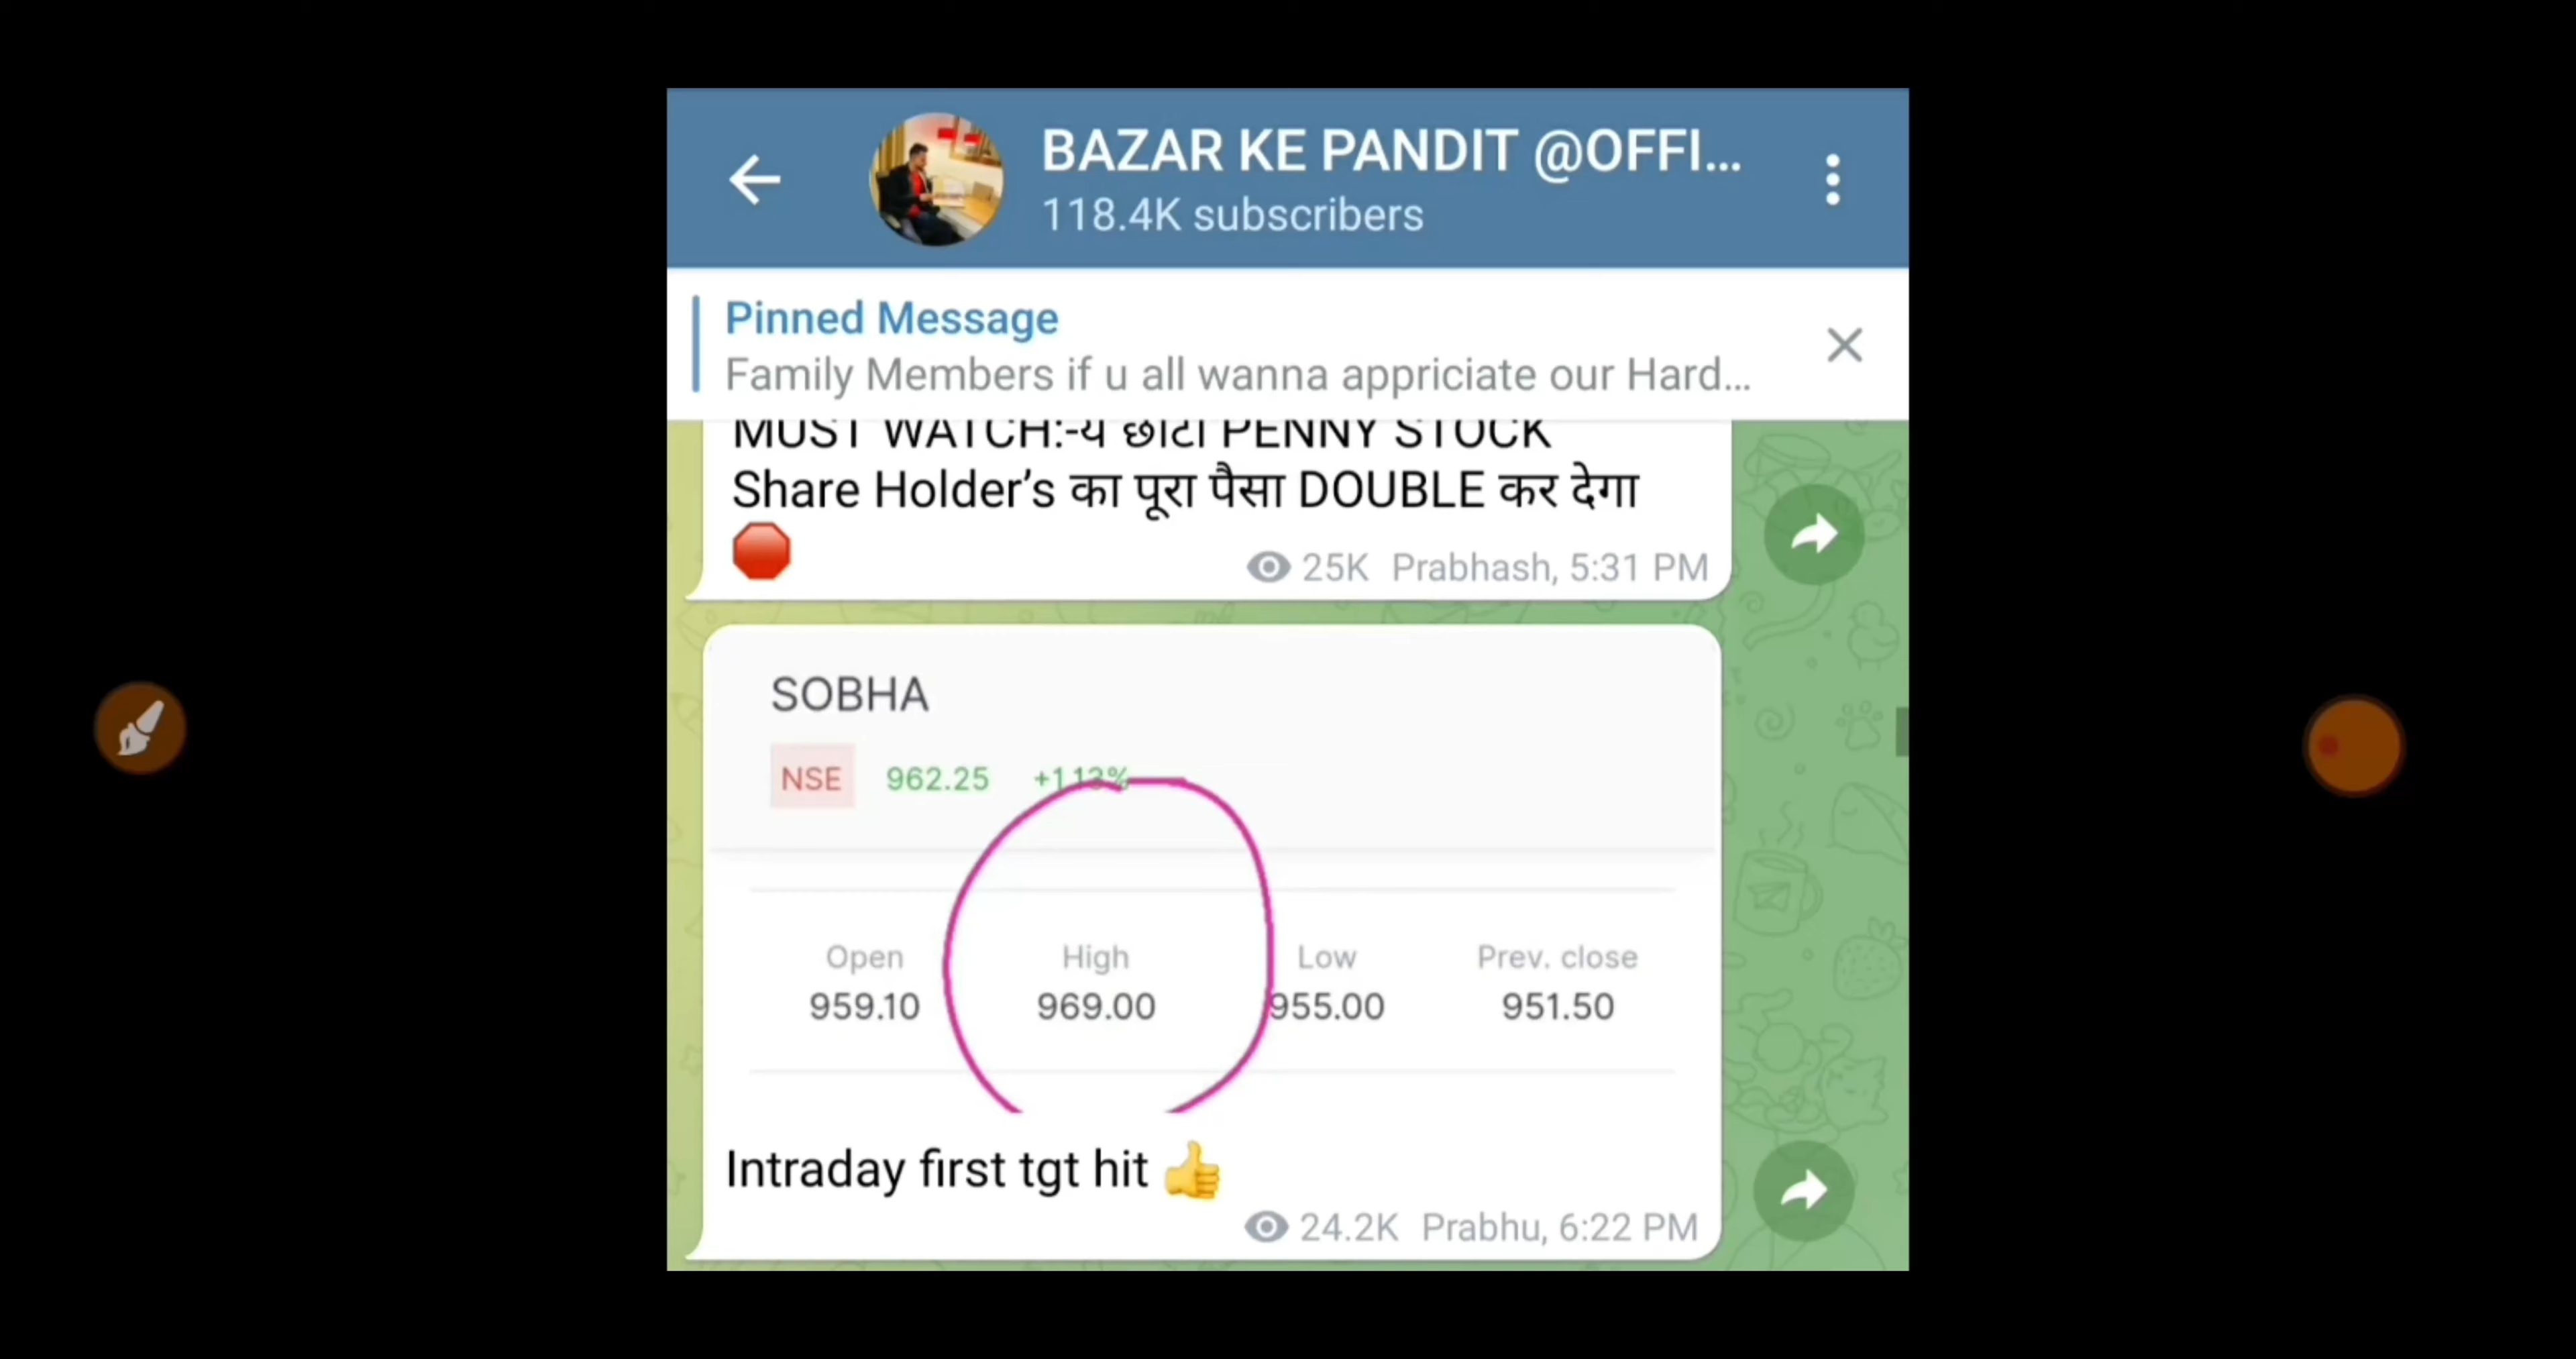 BAZAR KE PANDIT @OFFI...
118.4K subscribers
Pinned Message
Family Members if u all wanna appriciate our Hard...
MUST WATCH:-ये छोटा PENNY STOCK
Share Holder's का पूरा पैसा DOUBLE कर देगा
25K Prabhash, 5:31 PM
SOBHA
NSE 962.25 +1.13%
Open High Low Prev. close
959.10 969.00 955.00 951.50
Intraday first tgt hit 👍
24.2K Prabhu, 6:22 PM